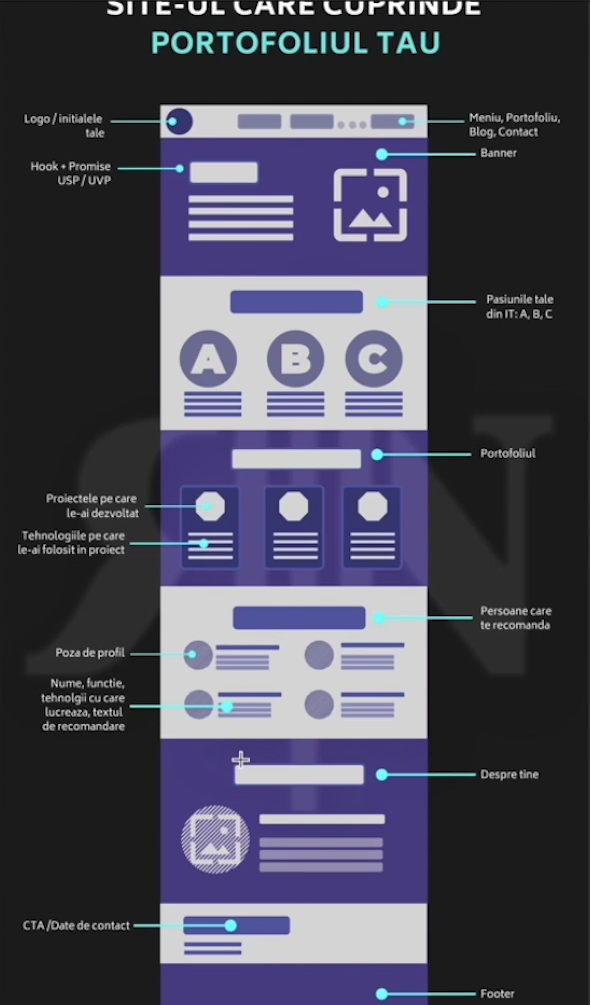 SITE-UL CARE CUPRINDE
PORTOFOLIUL TAU
Logo / initialele
tale
Meniu, Portofoliu,
Blog, Contact
Banner
Hook + Promise
USP / UVP
Pasiunile tale
din IT: A, B, C
A B C
Portofoliul
Proiectele pe care
le-ai dezvoltat
Tehnologiile pe care
le-ai folosit in proiect
Persoane care
te recomanda
Poza de profil
Nume, functie,
tehnolgii cu care
lucreaza, textul
de recomandare
Despre tine
CTA /Date de contact
Footer